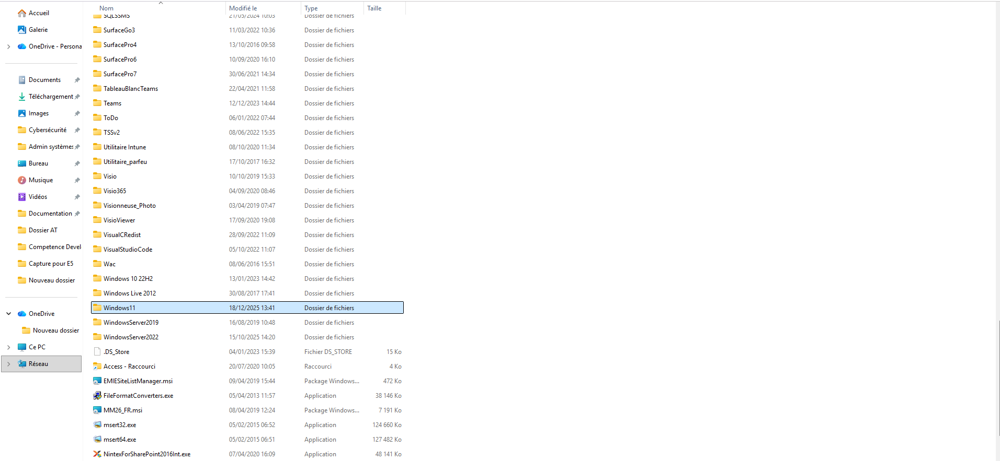 Accueil
Galerie
OneDrive - Persona
Documents
Téléchargement
Images
Cybersécurité
Admin systèmes
Bureau
Musique
Vidéos
Documentation
Dossier AT
Competence Devel
Capture pour E5
Nouveau dossier
OneDrive
Nouveau dossier
Ce PC
Réseau
Nom Modifié le Type Taille
SQLSSMS 21/05/2024 10:03 Dossier de fichiers
SurfaceGo3 11/03/2022 10:36 Dossier de fichiers
SurfacePro4 13/10/2016 09:58 Dossier de fichiers
SurfacePro6 10/09/2020 16:10 Dossier de fichiers
SurfacePro7 30/06/2021 14:34 Dossier de fichiers
TableauBlancTeams 22/04/2021 11:58 Dossier de fichiers
Teams 12/12/2023 14:44 Dossier de fichiers
ToDo 06/01/2022 07:44 Dossier de fichiers
TSSv2 08/06/2022 15:35 Dossier de fichiers
Utilitaire Intune 08/10/2020 11:34 Dossier de fichiers
Utilitaire_parfeu 17/10/2017 16:32 Dossier de fichiers
Visio 10/10/2019 15:33 Dossier de fichiers
Visio365 04/09/2020 08:46 Dossier de fichiers
Visionneuse_Photo 03/04/2019 07:47 Dossier de fichiers
VisioViewer 17/09/2020 19:08 Dossier de fichiers
VisualCRedist 28/09/2022 11:09 Dossier de fichiers
VisualStudioCode 05/10/2022 11:07 Dossier de fichiers
Wac 08/06/2016 15:51 Dossier de fichiers
Windows 10 22H2 13/01/2023 14:42 Dossier de fichiers
Windows Live 2012 30/08/2017 17:41 Dossier de fichiers
Windows11 18/12/2025 13:41 Dossier de fichiers
WindowsServer2019 16/08/2019 10:48 Dossier de fichiers
WindowsServer2022 15/10/2025 14:20 Dossier de fichiers
.DS_Store 04/01/2023 15:39 Fichier DS_STORE 15 Ko
Access - Raccourci 20/07/2020 10:05 Raccourci 4 Ko
EMIESiteListManager.msi 09/04/2019 15:44 Package Windows... 472 Ko
FileFormatConverters.exe 05/04/2013 11:57 Application 38 146 Ko
MM26_FR.msi 08/04/2019 12:24 Package Windows... 7 191 Ko
msert32.exe 05/02/2015 06:52 Application 124 660 Ko
msert64.exe 05/02/2015 06:51 Application 127 482 Ko
NintexForSharePoint2016Int.exe 07/04/2020 16:09 Application 48 141 Ko